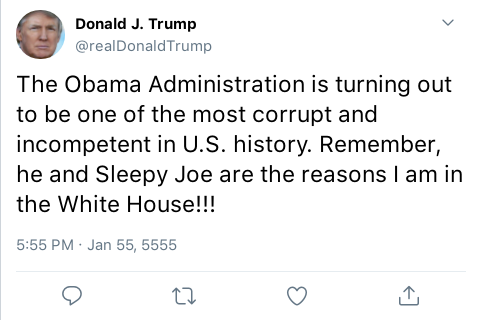 Donald J. Trump
@realDonaldTrump
The Obama Administration is turning out
to be one of the most corrupt and
incompetent in U.S. history. Remember,
he and Sleepy Joe are the reasons I am in
the White House!!!
5:55 PM · Jan 55, 5555